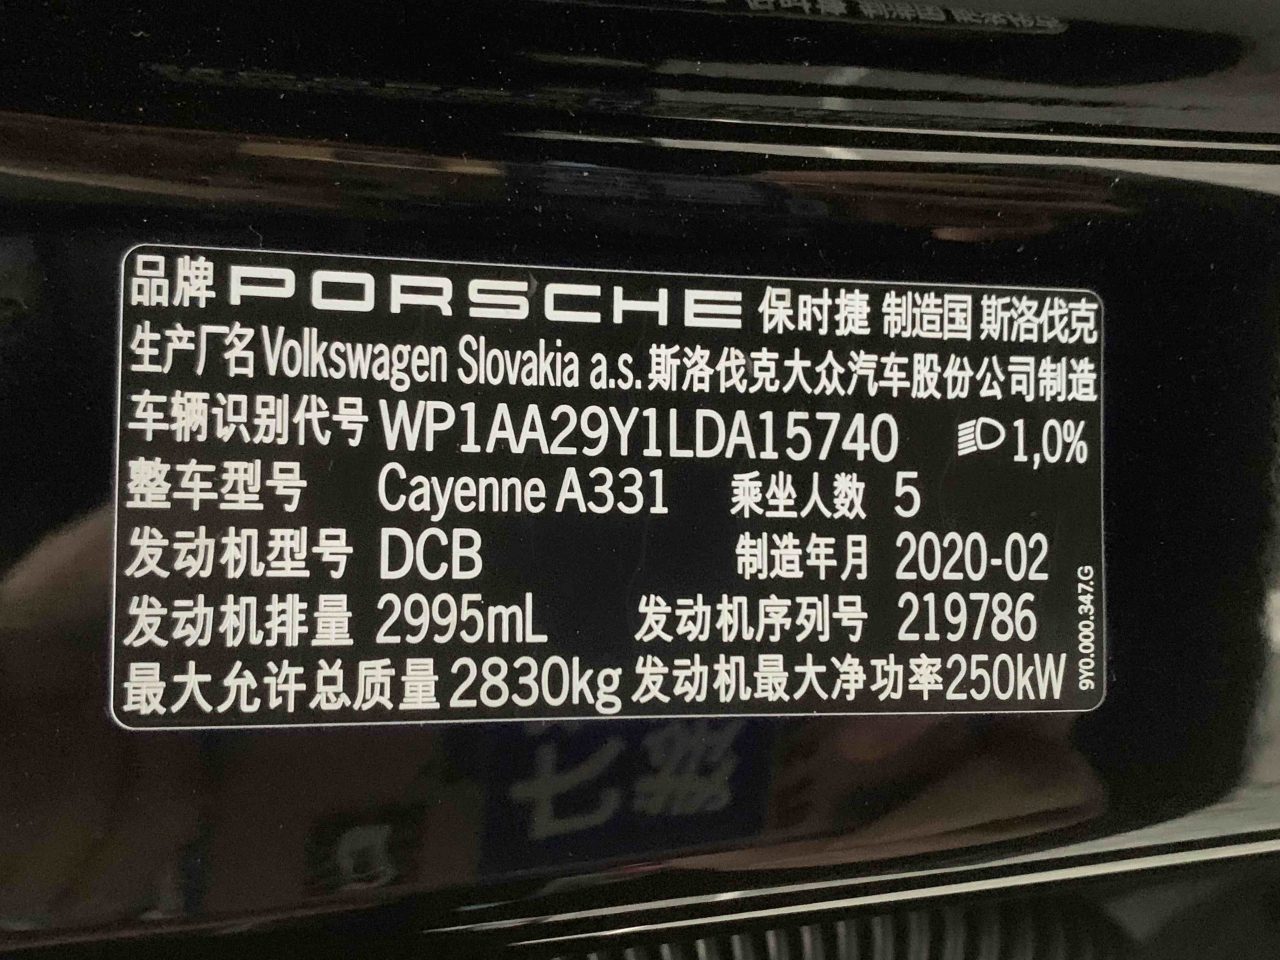 品牌 PORSCHE 保时捷 制造国 斯洛伐克
生产厂名 Volkswagen Slovakia a.s. 斯洛伐克大众汽车股份公司制造
车辆识别代号 WP1AA29Y1LDA15740 1,0%
整车型号 Cayenne A331 乘坐人数 5
发动机型号 DCB 制造年月 2020-02
发动机排量 2995mL 发动机序列号 219786
最大允许总质量 2830kg 发动机最大净功率 250kW
9Y0.000.347.G